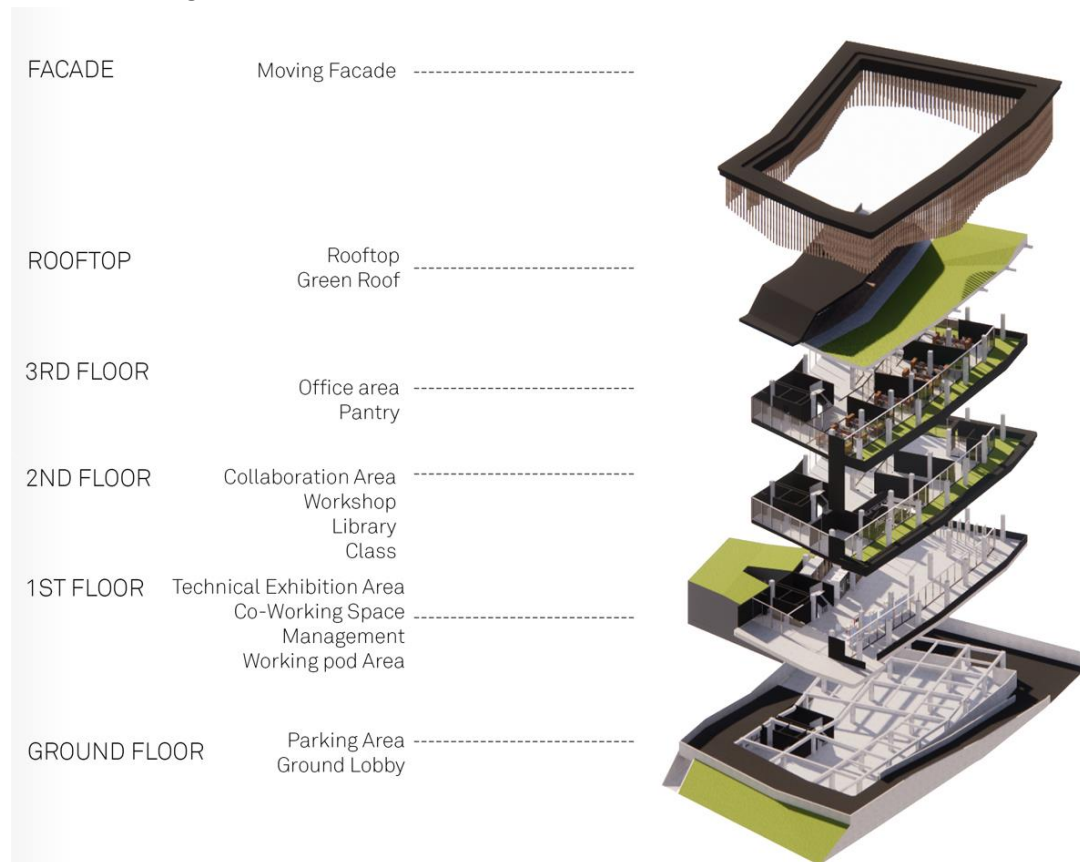 FACADE
Moving Facade
ROOFTOP
Rooftop
Green Roof
3RD FLOOR
Office area
Pantry
2ND FLOOR
Collaboration Area
Workshop
Library
Class
1ST FLOOR
Technical Exhibition Area
Co-Working Space
Management
Working pod Area
GROUND FLOOR
Parking Area
Ground Lobby